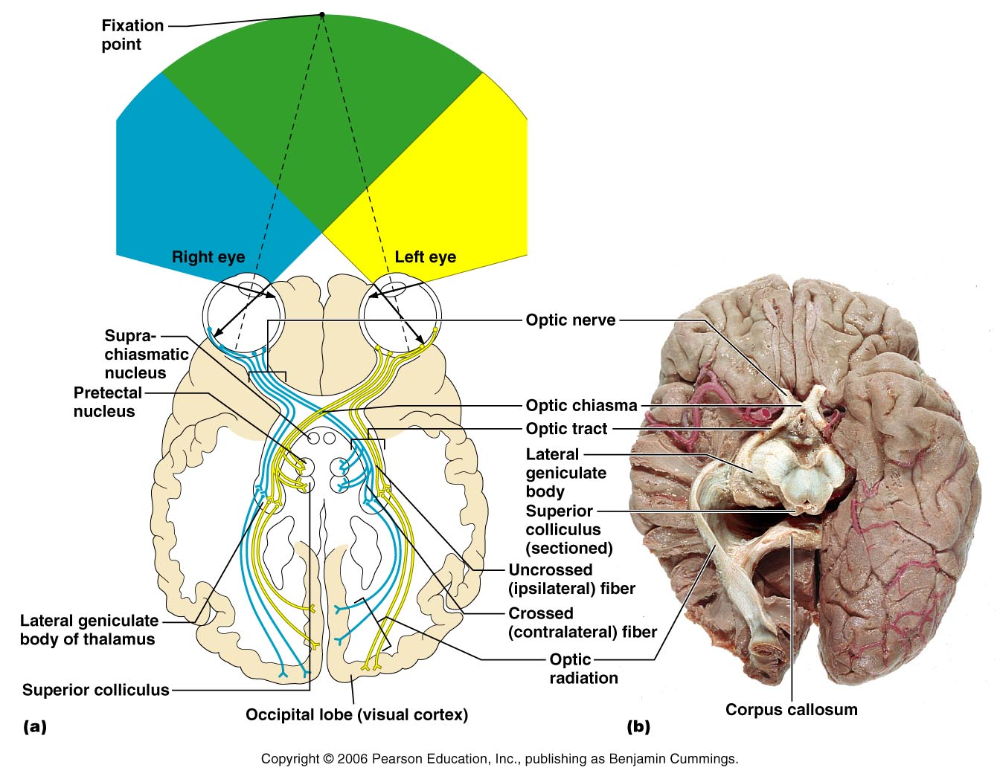 Fixation
point
Right eye
Left eye
Supra-
chiasmatic
nucleus
Pretectal
nucleus
Lateral geniculate
body of thalamus
Superior colliculus
Occipital lobe (visual cortex)
(a)
Optic nerve
Optic chiasma
Optic tract
Lateral
geniculate
body
Superior
colliculus
(sectioned)
Uncrossed
(ipsilateral) fiber
Crossed
(contralateral) fiber
Optic
radiation
Corpus callosum
(b)
Copyright © 2006 Pearson Education, Inc., publishing as Benjamin Cummings.